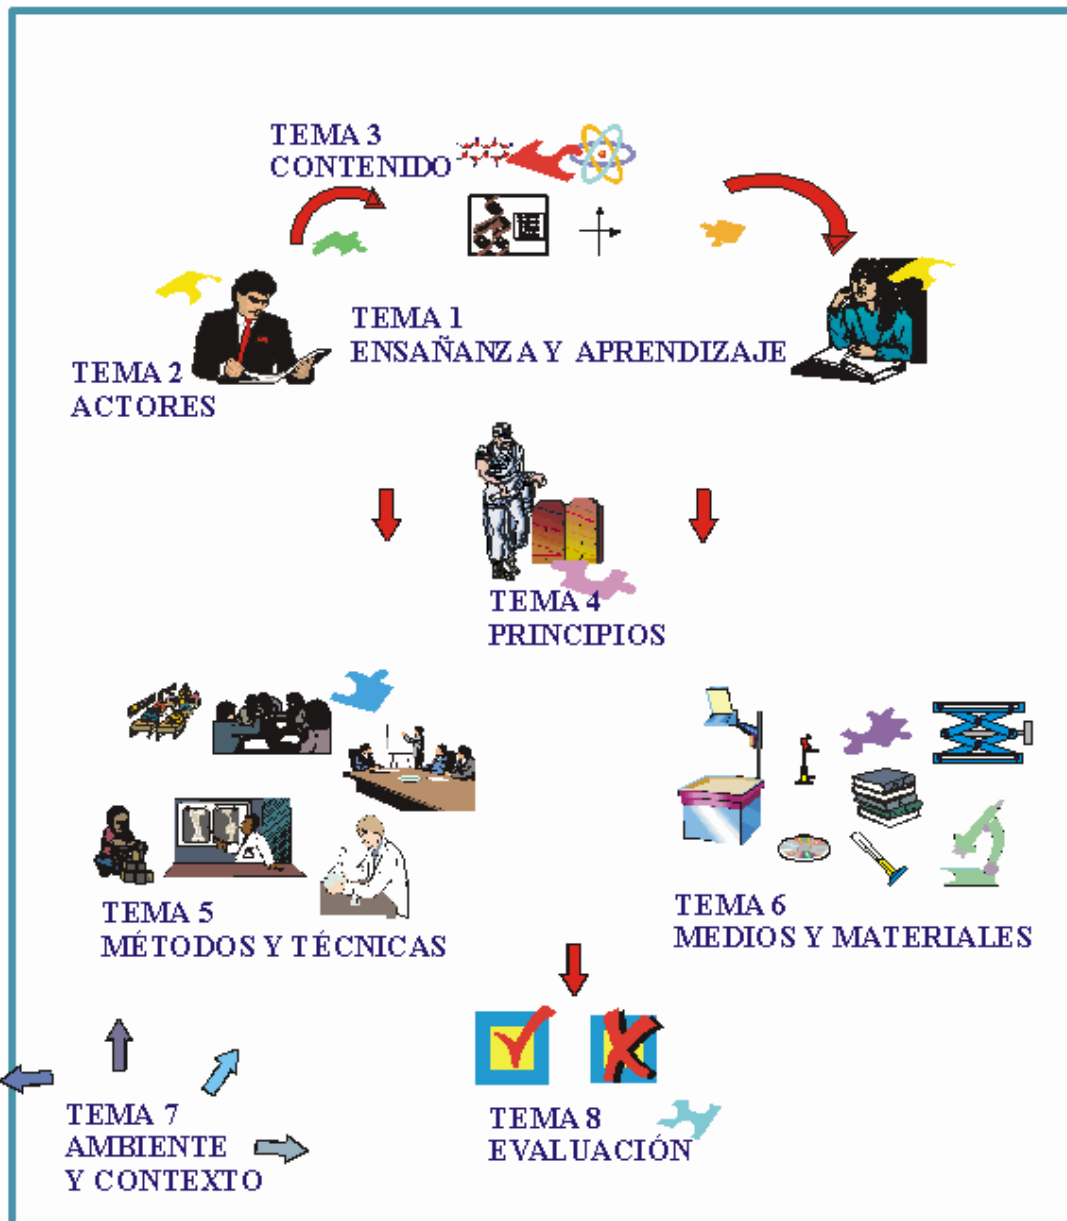 TEMA 3
CONTENIDO
TEMA 1
ENSAÑANZA Y APRENDIZAJE
TEMA 2
ACTORES
TEMA 4
PRINCIPIOS
TEMA 5
MÉTODOS Y TÉCNICAS
TEMA 6
MEDIOS Y MATERIALES
TEMA 7
AMBIENTE
Y CONTEXTO
TEMA 8
EVALUACIÓN